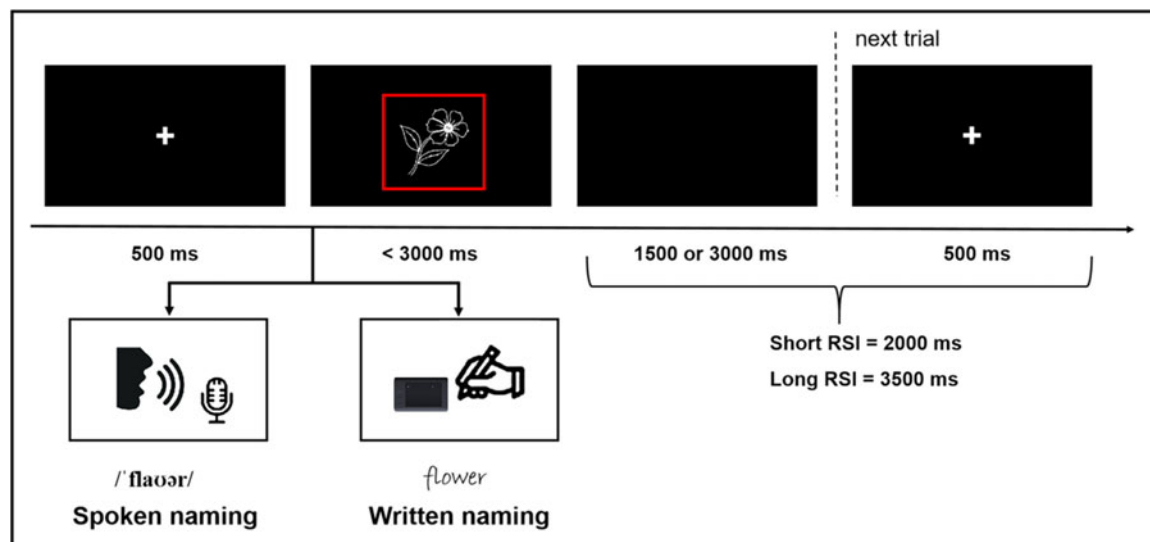 next trial
500 ms
< 3000 ms
1500 or 3000 ms
500 ms
Short RSI = 2000 ms
Long RSI = 3500 ms
/ˈflaʊər/
flower
Spoken naming
Written naming